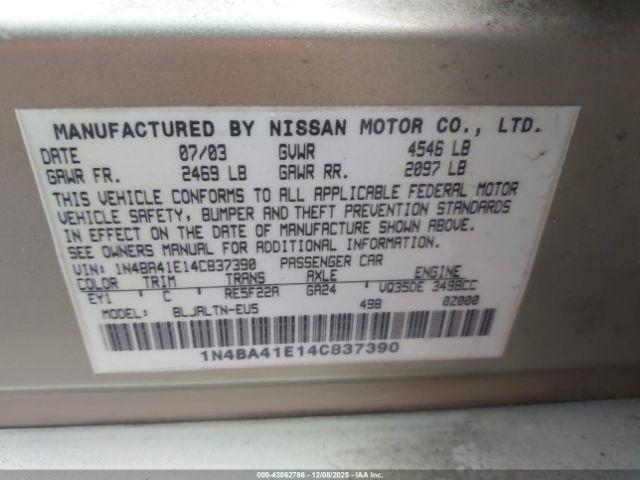 MANUFACTURED BY NISSAN MOTOR CO., LTD.
DATE 07/03 GVWR 4546 LB
GAWR FR. 2469 LB GAWR RR. 2097 LB
THIS VEHICLE CONFORMS TO ALL APPLICABLE FEDERAL MOTOR
VEHICLE SAFETY, BUMPER AND THEFT PREVENTION STANDARDS
IN EFFECT ON THE DATE OF MANUFACTURE SHOWN ABOVE.
SEE OWNERS MANUAL FOR ADDITIONAL INFORMATION.
VIN: 1N4BA41E14C837390 PASSENGER CAR
COLOR TRIM TRANS AXLE ENGINE
EY1 C RE5F22A GA24 VQ35DE 3498CC
MODEL: BLJALTN-EU5 498 0Z000
1N4BA41E14C837390
000-43862786 | 12/08/2025 | IAA Inc.